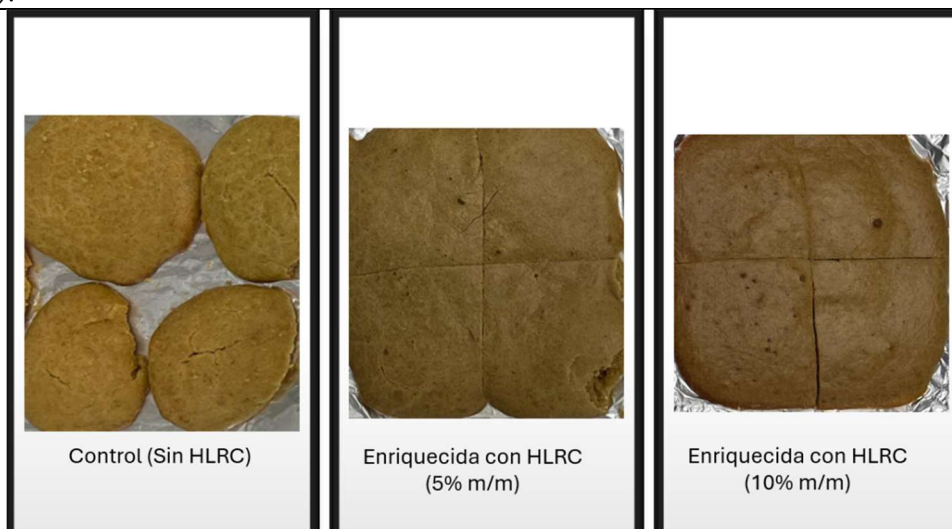 Control (Sin HLRC)
Enriquecida con HLRC
(5% m/m)
Enriquecida con HLRC
(10% m/m)